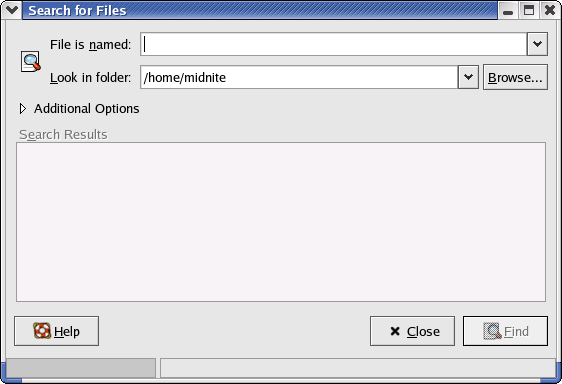 Search for Files
File is named:
Look in folder: /home/midnite Browse...
Additional Options
Search Results
Help Close Find